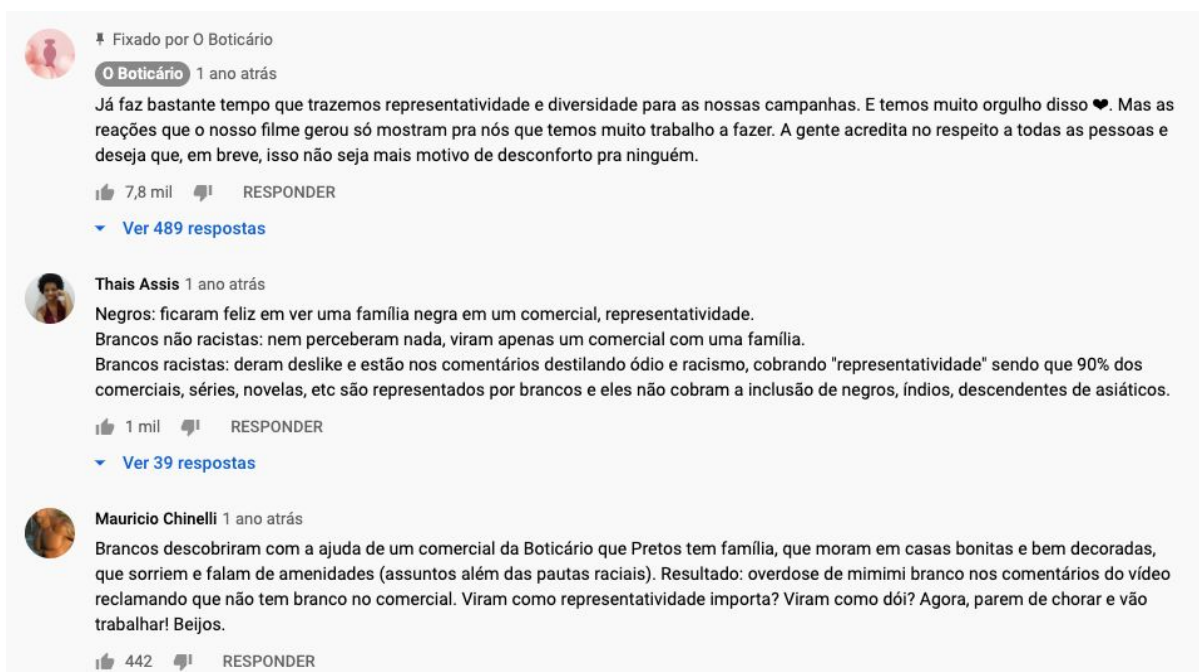 Fixado por O Boticário
O Boticário 1 ano atrás
Já faz bastante tempo que trazemos representatividade e diversidade para as nossas campanhas. E temos muito orgulho disso ❤. Mas as
reações que o nosso filme gerou só mostram pra nós que temos muito trabalho a fazer. A gente acredita no respeito a todas as pessoas e
deseja que, em breve, isso não seja mais motivo de desconforto pra ninguém.
7,8 mil RESPONDER
Ver 489 respostas
Thais Assis 1 ano atrás
Negros: ficaram feliz em ver uma família negra em um comercial, representatividade.
Brancos não racistas: nem perceberam nada, viram apenas um comercial com uma família.
Brancos racistas: deram deslike e estão nos comentários destilando ódio e racismo, cobrando "representatividade" sendo que 90% dos
comerciais, séries, novelas, etc são representados por brancos e eles não cobram a inclusão de negros, índios, descendentes de asiáticos.
1 mil RESPONDER
Ver 39 respostas
Mauricio Chinelli 1 ano atrás
Brancos descobriram com a ajuda de um comercial da Boticário que Pretos tem família, que moram em casas bonitas e bem decoradas,
que sorriem e falam de amenidades (assuntos além das pautas raciais). Resultado: overdose de mimimi branco nos comentários do vídeo
reclamando que não tem branco no comercial. Viram como representatividade importa? Viram como dói? Agora, parem de chorar e vão
trabalhar! Beijos.
442 RESPONDER